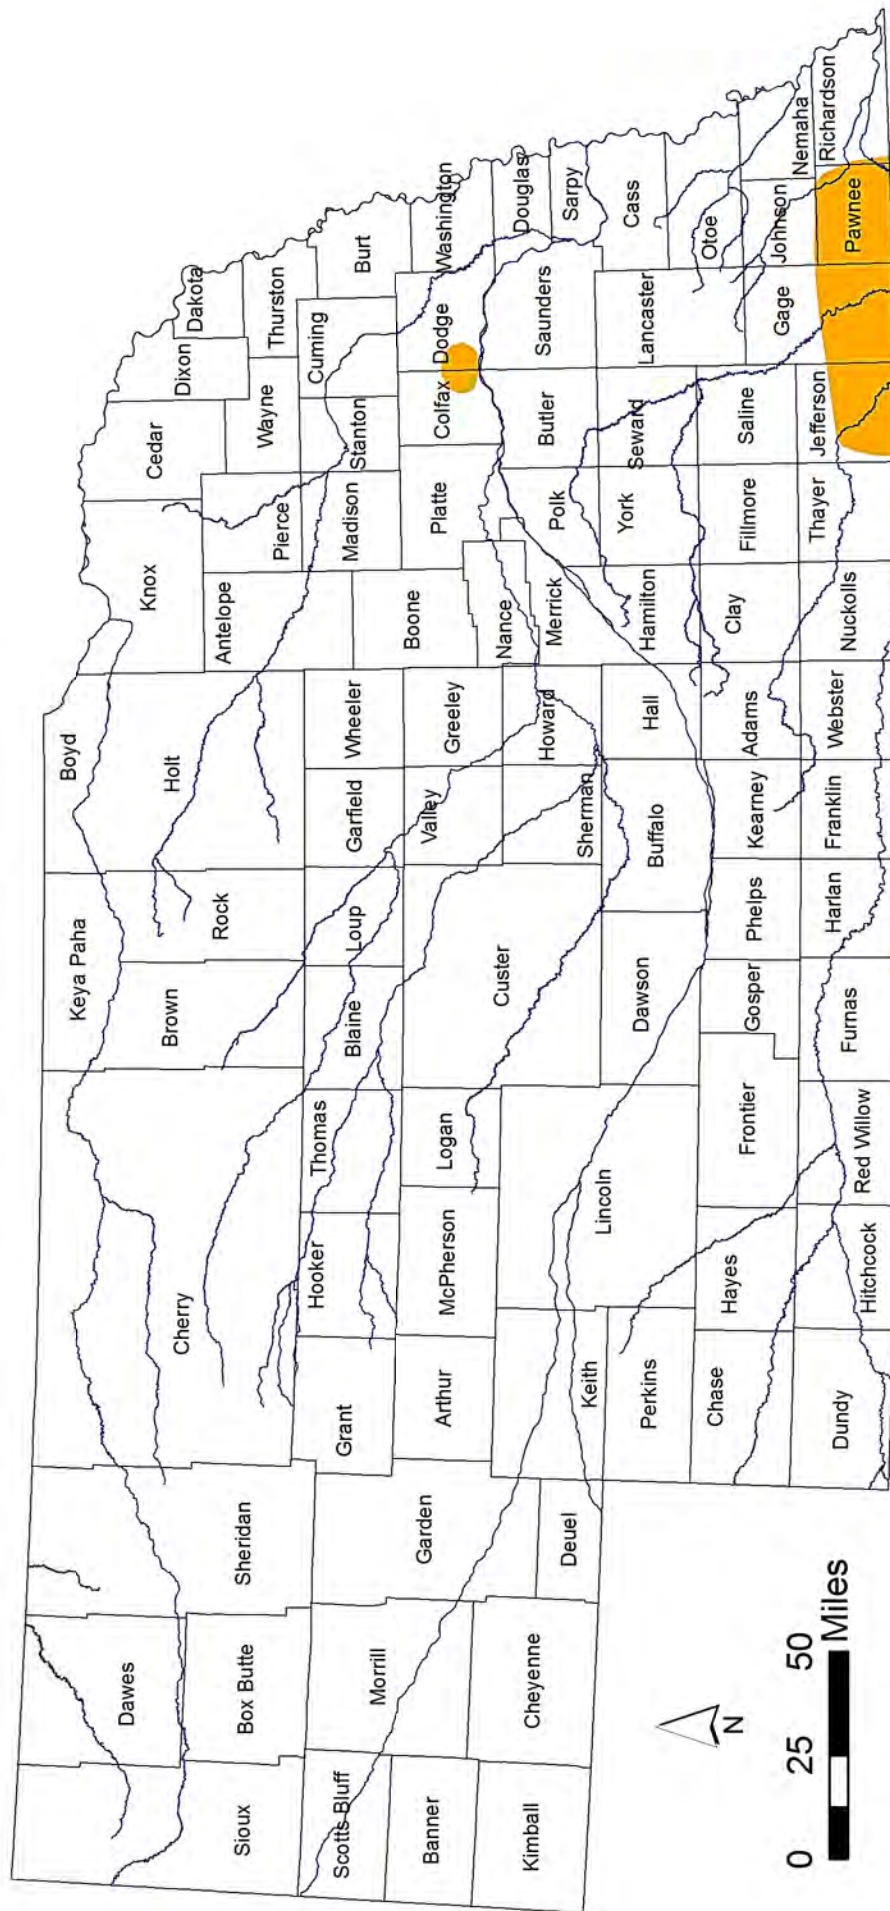 Sioux
Dawes
Sheridan
Cherry
Keya Paha
Boyd
Box Butte
Brown
Rock
Holt
Knox
Cedar
Dixon
Dakota
Antelope
Pierce
Wayne
Thurston
Scotts Bluff
Morrill
Garden
Grant
Hooker
Thomas
Blaine
Loup
Garfield
Wheeler
Boone
Madison
Stanton
Cuming
Burt
Banner
Arthur
McPherson
Logan
Custer
Valley
Greeley
Platte
Colfax
Dodge
Washington
Kimball
Cheyenne
Deuel
Keith
Lincoln
Sherman
Howard
Nance
Merrick
Polk
Butler
Saunders
Douglas
Sarpy
Perkins
Dawson
Buffalo
Hall
Hamilton
York
Seward
Lancaster
Cass
Otoe
Chase
Hayes
Frontier
Gosper
Phelps
Kearney
Adams
Clay
Fillmore
Saline
Gage
Johnson
Nemaha
Dundy
Hitchcock
Red Willow
Furnas
Harlan
Franklin
Webster
Nuckolls
Thayer
Jefferson
Pawnee
Richardson
N
0 25 50
Miles